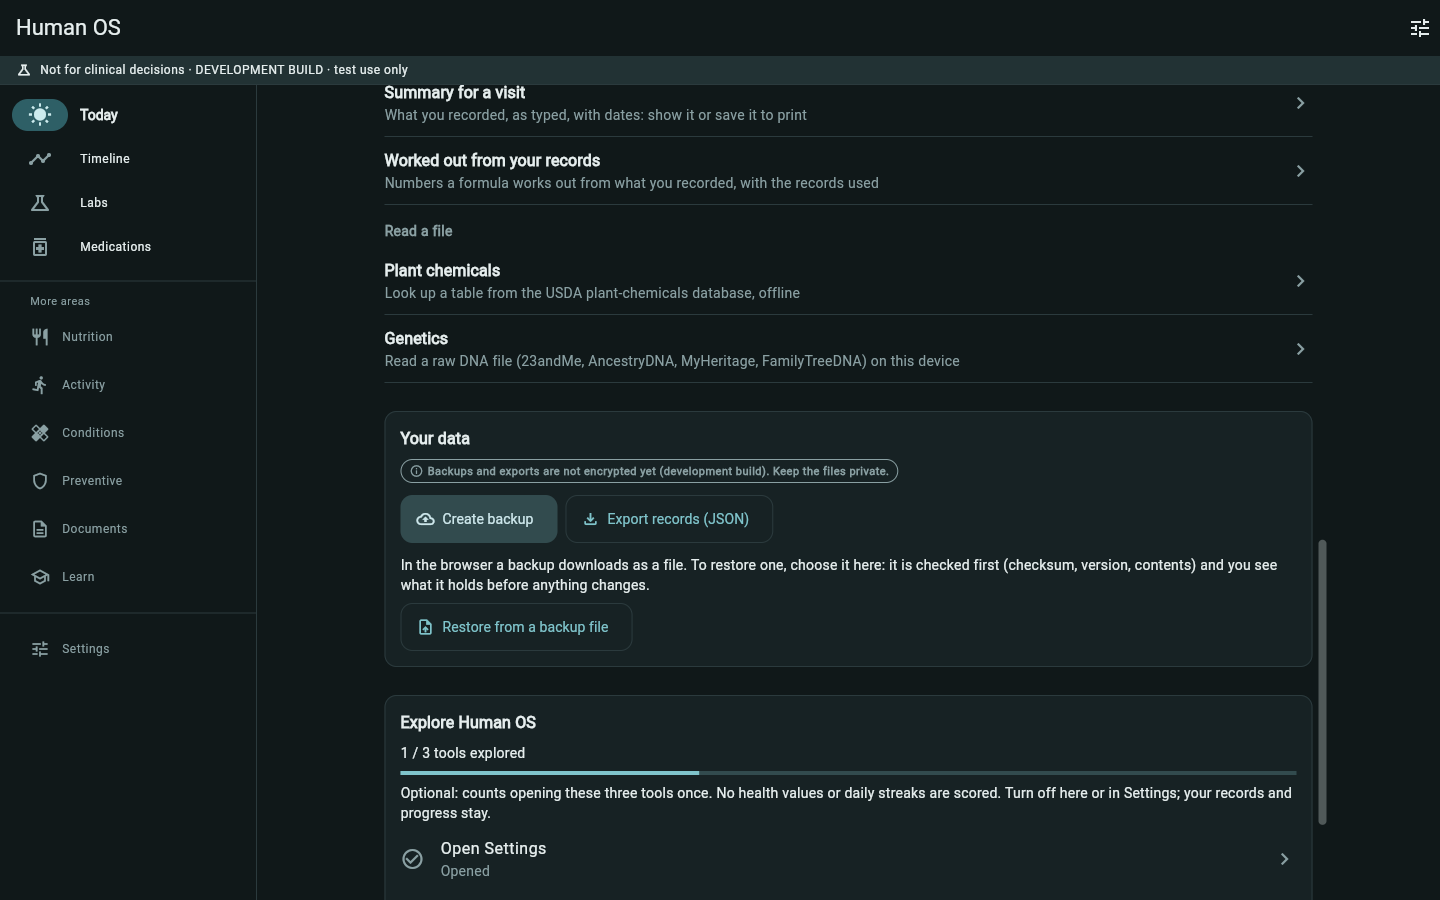 Human OS
Not for clinical decisions · DEVELOPMENT BUILD · test use only
Today
Timeline
Labs
Medications
More areas
Nutrition
Activity
Conditions
Preventive
Documents
Learn
Settings
Summary for a visit
What you recorded, as typed, with dates: show it or save it to print
Worked out from your records
Numbers a formula works out from what you recorded, with the records used
Read a file
Plant chemicals
Look up a table from the USDA plant-chemicals database, offline
Genetics
Read a raw DNA file (23andMe, AncestryDNA, MyHeritage, FamilyTreeDNA) on this device
Your data
Backups and exports are not encrypted yet (development build). Keep the files private.
Create backup
Export records (JSON)
In the browser a backup downloads as a file. To restore one, choose it here: it is checked first (checksum, version, contents) and you see
what it holds before anything changes.
Restore from a backup file
Explore Human OS
1 / 3 tools explored
Optional: counts opening these three tools once. No health values or daily streaks are scored. Turn off here or in Settings; your records and
progress stay.
Open Settings
Opened